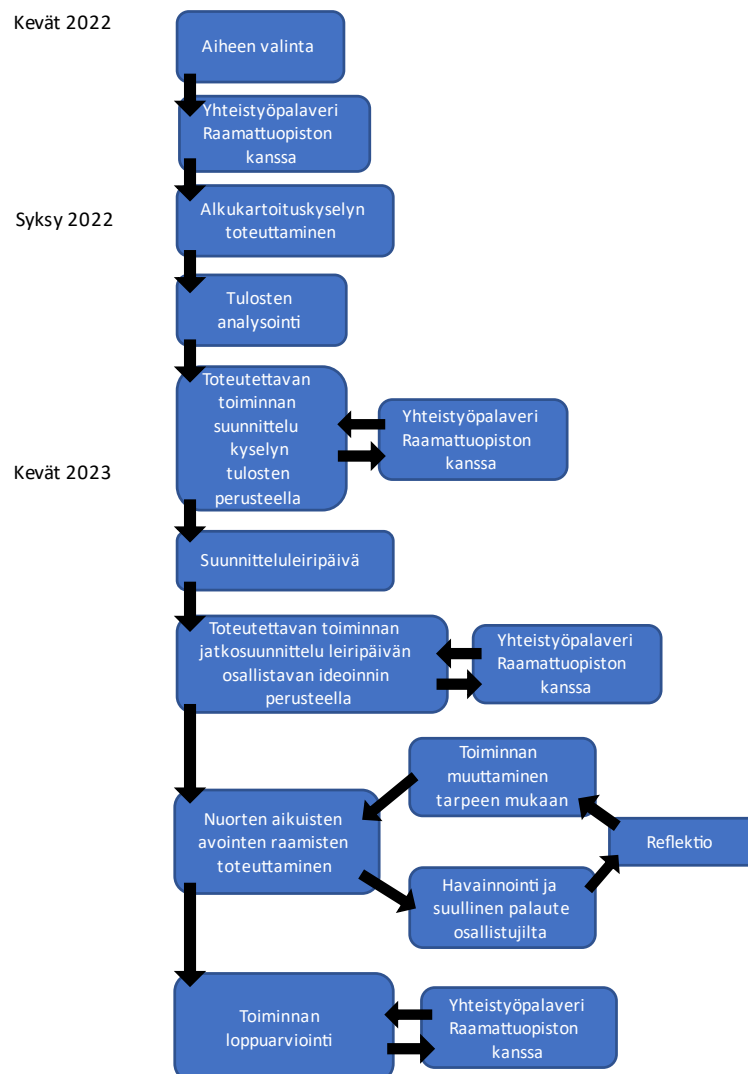 Kevät 2022
Aiheen valinta
Yhteistyöpalaveri
Raamattuopiston
kanssa
Syksy 2022
Alkukartoituskyselyn
toteuttaminen
Tulosten
analysointi
Toteutettavan
toiminnan
suunnittelu
kyselyn
tulosten
perusteella
Yhteistyöpalaveri
Raamattuopiston
kanssa
Kevät 2023
Suunnitteluleiripäivä
Toteutettavan toiminnan
jatkosuunnittelu leiripäivän
osallistavan ideoinnin
perusteella
Yhteistyöpalaveri
Raamattuopiston
kanssa
Toiminnan
muuttaminen
tarpeen mukaan
Nuorten aikuisten
avointen raamisten
toteuttaminen
Reflektio
Havainnointi ja
suullinen palaute
osallistujilta
Toiminnan
loppuarviointi
Yhteistyöpalaveri
Raamattuopiston
kanssa